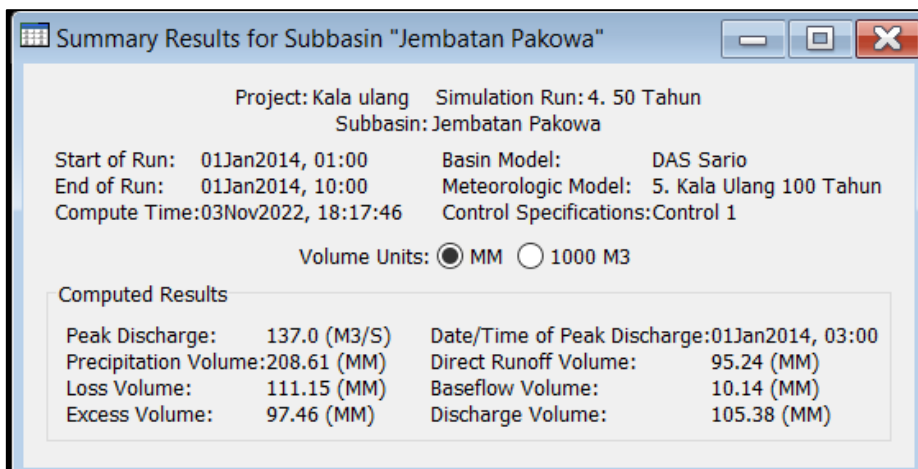 Summary Results for Subbasin "Jembatan Pakowa"
Project: Kala ulang Simulation Run: 4. 50 Tahun
Subbasin: Jembatan Pakowa
Start of Run: 01Jan2014, 01:00 Basin Model: DAS Sario
End of Run: 01Jan2014, 10:00 Meteorologic Model: 5. Kala Ulang 100 Tahun
Compute Time:03Nov2022, 18:17:46 Control Specifications:Control 1
Volume Units: MM 1000 M3
Computed Results
Peak Discharge: 137.0 (M3/S) Date/Time of Peak Discharge:01Jan2014, 03:00
Precipitation Volume:208.61 (MM) Direct Runoff Volume: 95.24 (MM)
Loss Volume: 111.15 (MM) Baseflow Volume: 10.14 (MM)
Excess Volume: 97.46 (MM) Discharge Volume: 105.38 (MM)